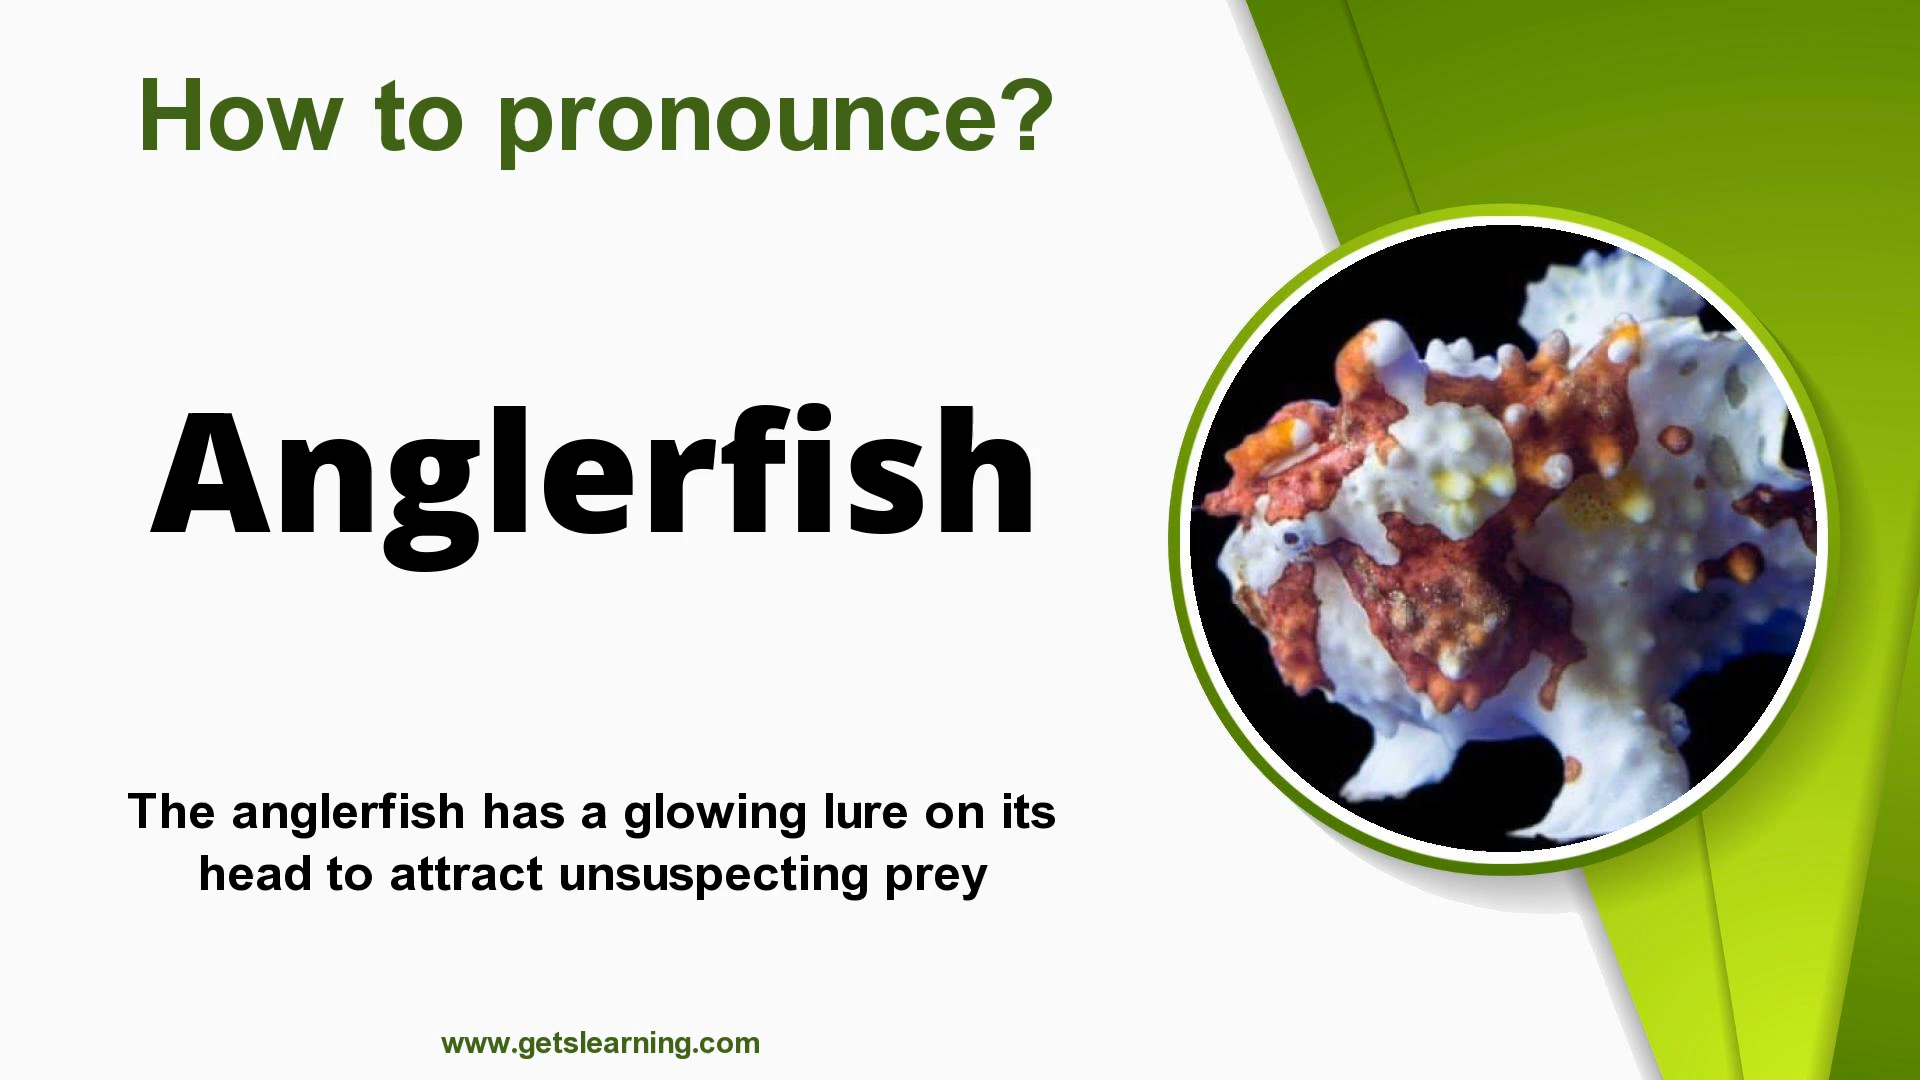 How to pronounce?
Anglerfish
The anglerfish has a glowing lure on its
head to attract unsuspecting prey
www.getslearning.com